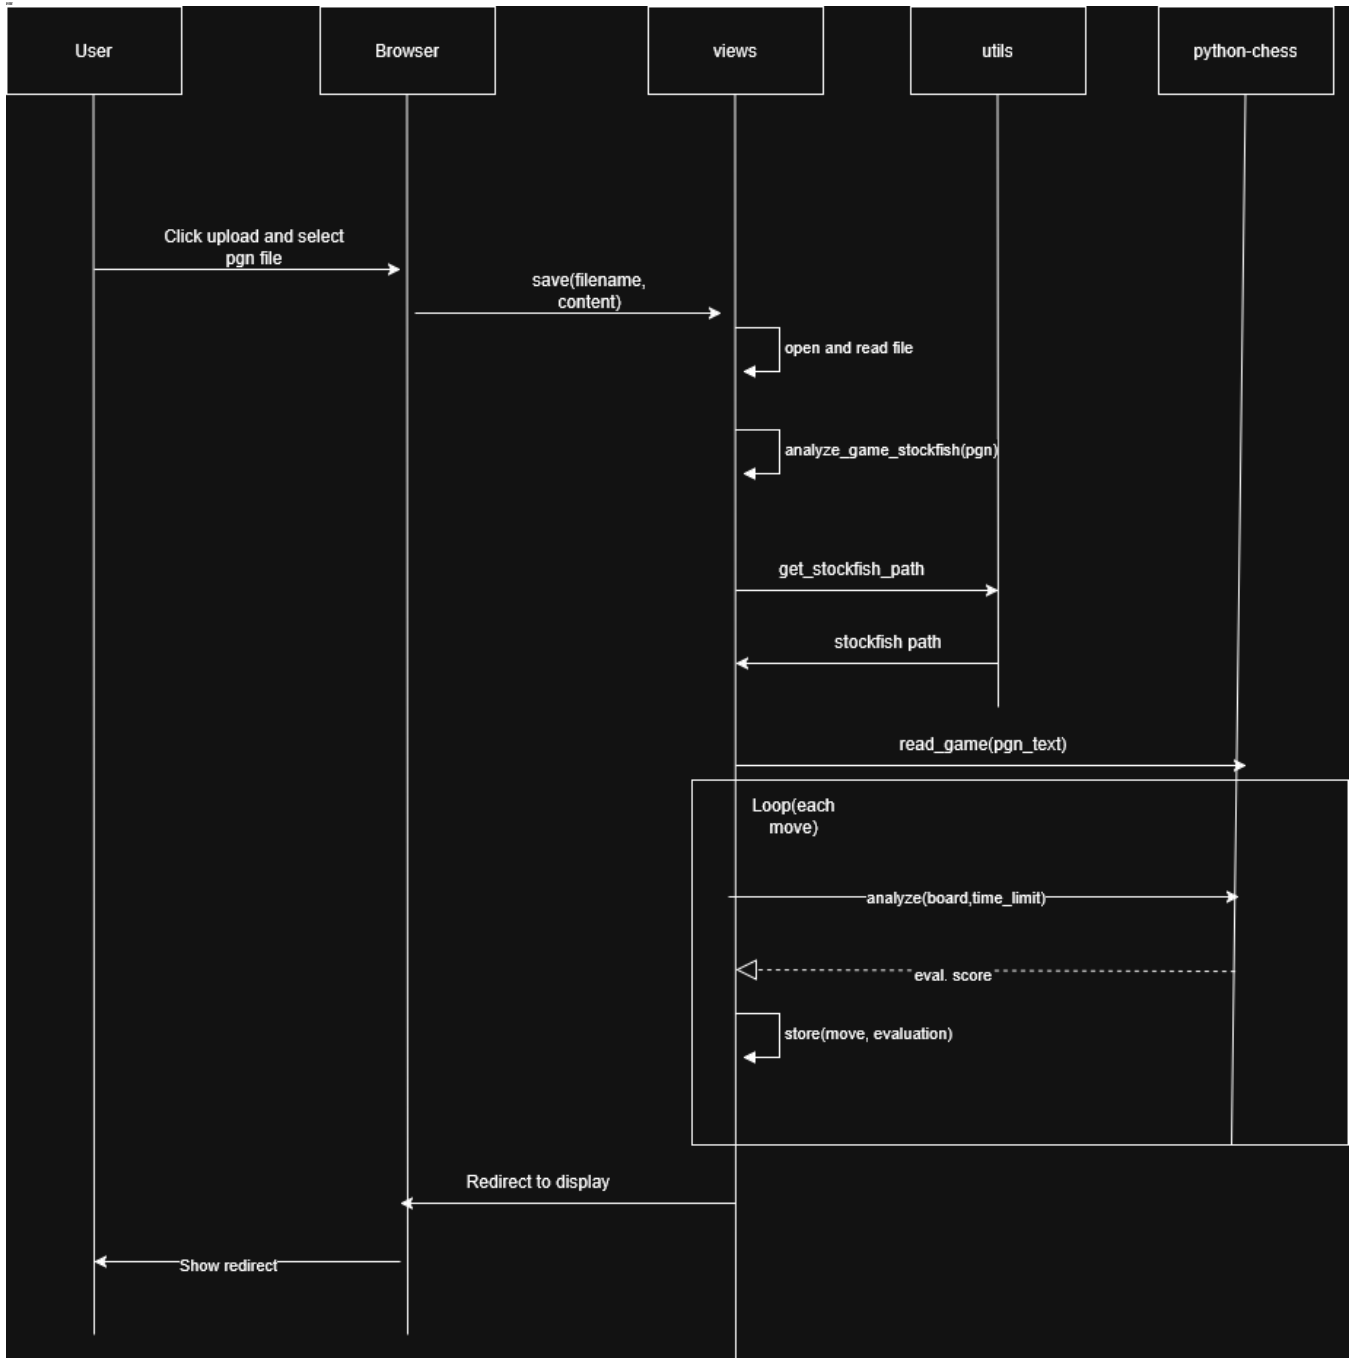 User
Browser
views
utils
python-chess
Click upload and select
pgn file
save(filename,
content)
open and read file
analyze_game_stockfish(pgn)
get_stockfish_path
stockfish path
read_game(pgn_text)
Loop(each
move)
analyze(board,time_limit)
eval. score
store(move, evaluation)
Redirect to display
Show redirect